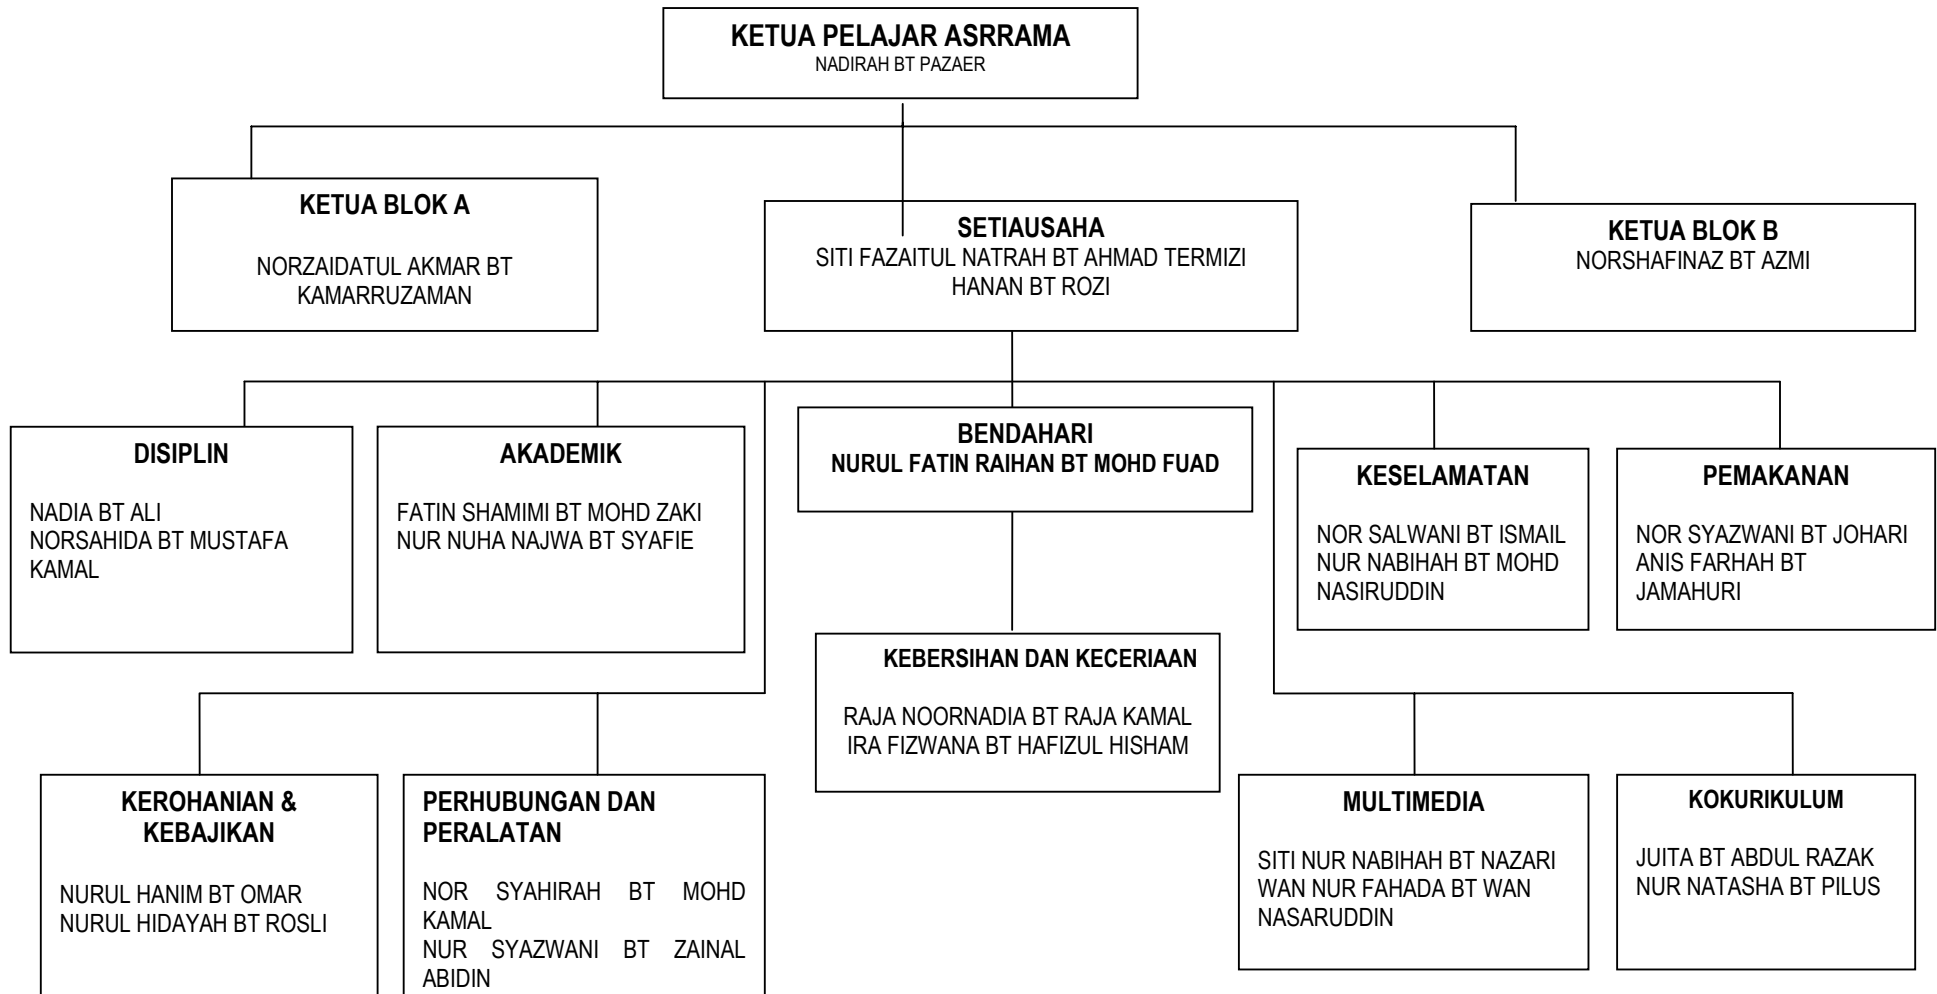 KETUA PELAJAR ASRRAMA
NADIRAH BT PAZAER
KETUA BLOK A
NORZAIDATUL AKMAR BT
KAMARRUZAMAN
SETIAUSAHA
SITI FAZAITUL NATRAH BT AHMAD TERMIZI
HANAN BT ROZI
KETUA BLOK B
NORSHAFINAZ BT AZMI
DISIPLIN
NADIA BT ALI
NORSAHIDA BT MUSTAFA
KAMAL
AKADEMIK
FATIN SHAMIMI BT MOHD ZAKI
NUR NUHA NAJWA BT SYAFIE
BENDAHARI
NURUL FATIN RAIHAN BT MOHD FUAD
KESELAMATAN
NOR SALWANI BT ISMAIL
NUR NABIHAH BT MOHD
NASIRUDDIN
PEMAKANAN
NOR SYAZWANI BT JOHARI
ANIS FARHAH BT
JAMAHURI
KEBERSIHAN DAN KECERIAAN
RAJA NOORNADIA BT RAJA KAMAL
IRA FIZWANA BT HAFIZUL HISHAM
KEROHANIAN &
KEBAJIKAN
NURUL HANIM BT OMAR
NURUL HIDAYAH BT ROSLI
PERHUBUNGAN DAN
PERALATAN
NOR SYAHIRAH BT MOHD
KAMAL
NUR SYAZWANI BT ZAINAL
ABIDIN
MULTIMEDIA
SITI NUR NABIHAH BT NAZARI
WAN NUR FAHADA BT WAN
NASARUDDIN
KOKURIKULUM
JUITA BT ABDUL RAZAK
NUR NATASHA BT PILUS